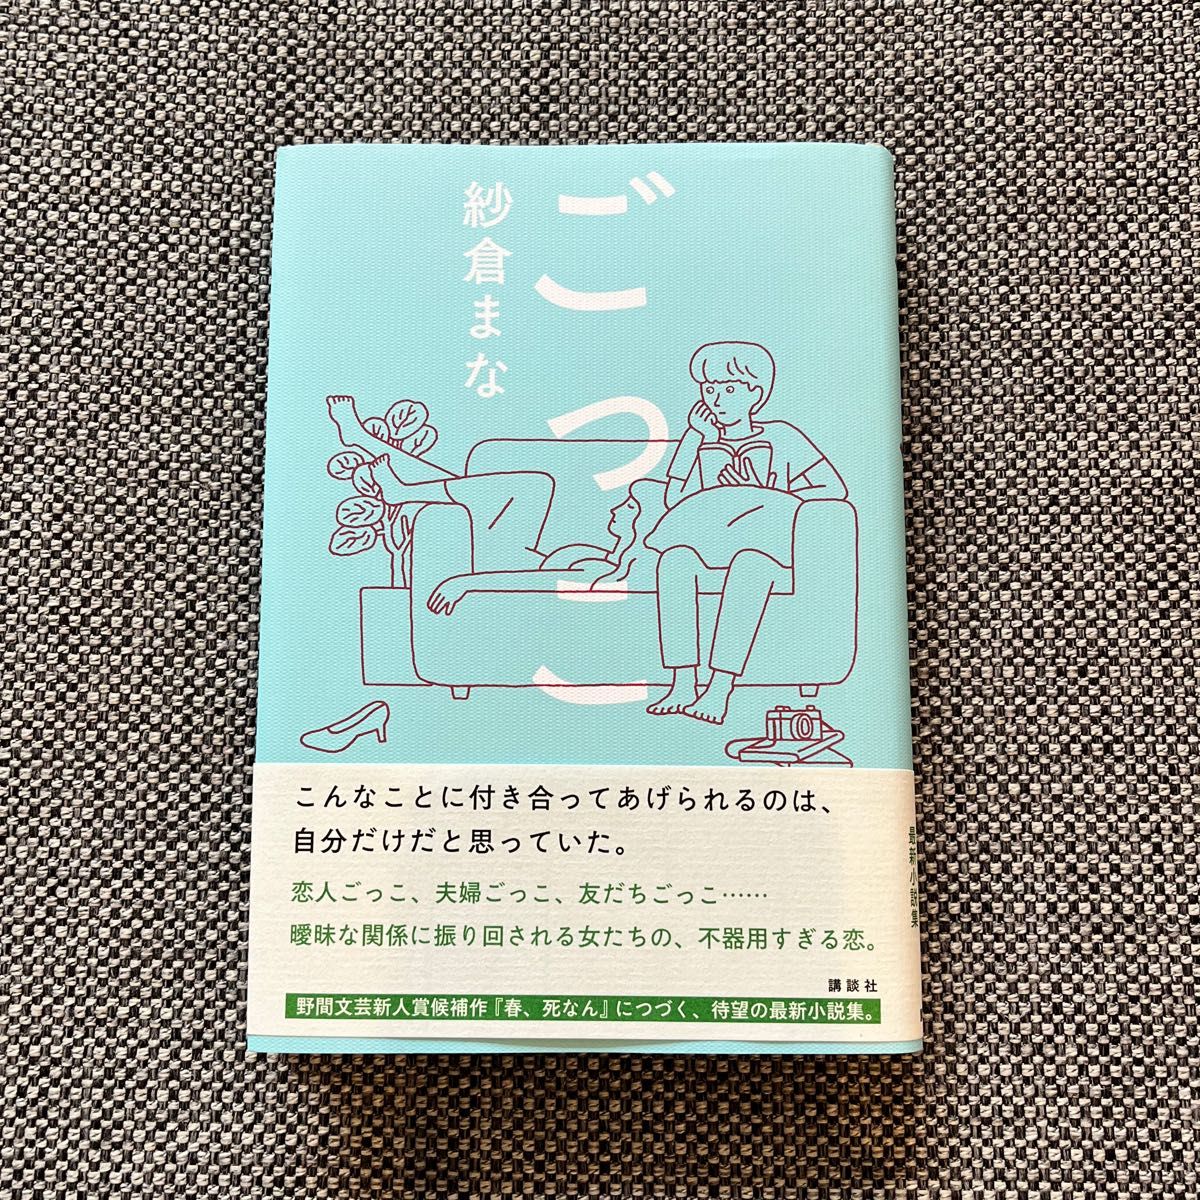 ごっこ
紗倉まな
こんなことに付き合ってあげられるのは、
自分だけだと思っていた。
恋人ごっこ、夫婦ごっこ、友だちごっこ……
曖昧な関係に振り回される女たちの、不器用すぎる恋。
講談社
野間文芸新人賞候補作『春、死なん』につづく、待望の最新小説集。
最新小説集